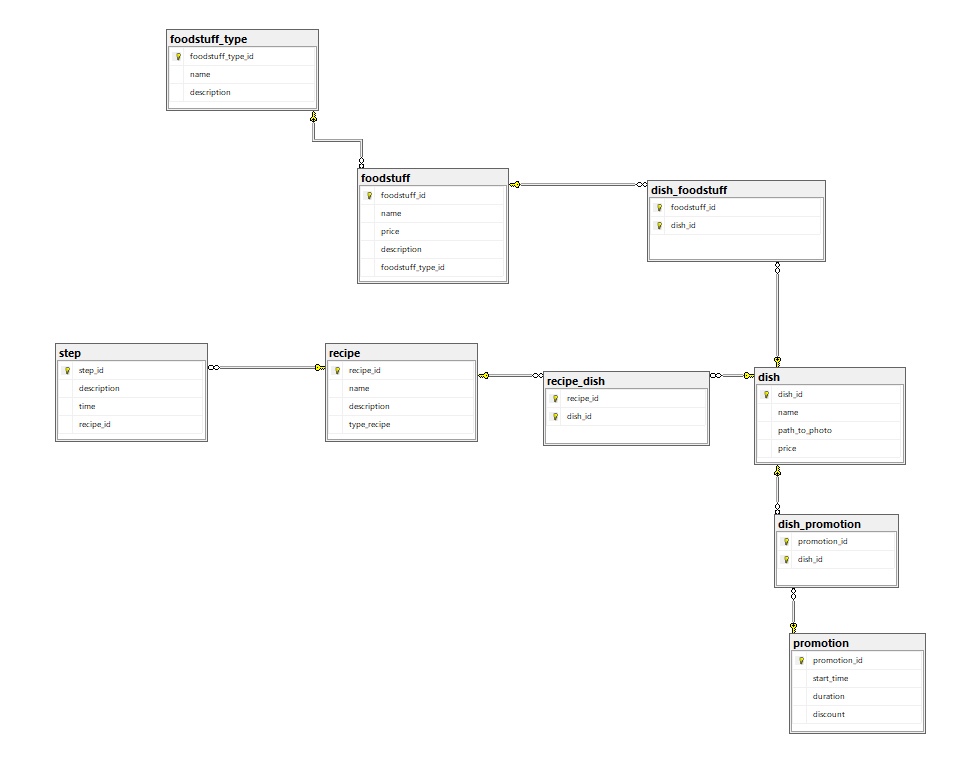 foodstuff_type
foodstuff_type_id
name
description
foodstuff
foodstuff_id
name
price
description
foodstuff_type_id
dish_foodstuff
foodstuff_id
dish_id
step
step_id
description
time
recipe_id
recipe
recipe_id
name
description
type_recipe
recipe_dish
recipe_id
dish_id
dish
dish_id
name
path_to_photo
price
dish_promotion
promotion_id
dish_id
promotion
promotion_id
start_time
duration
discount